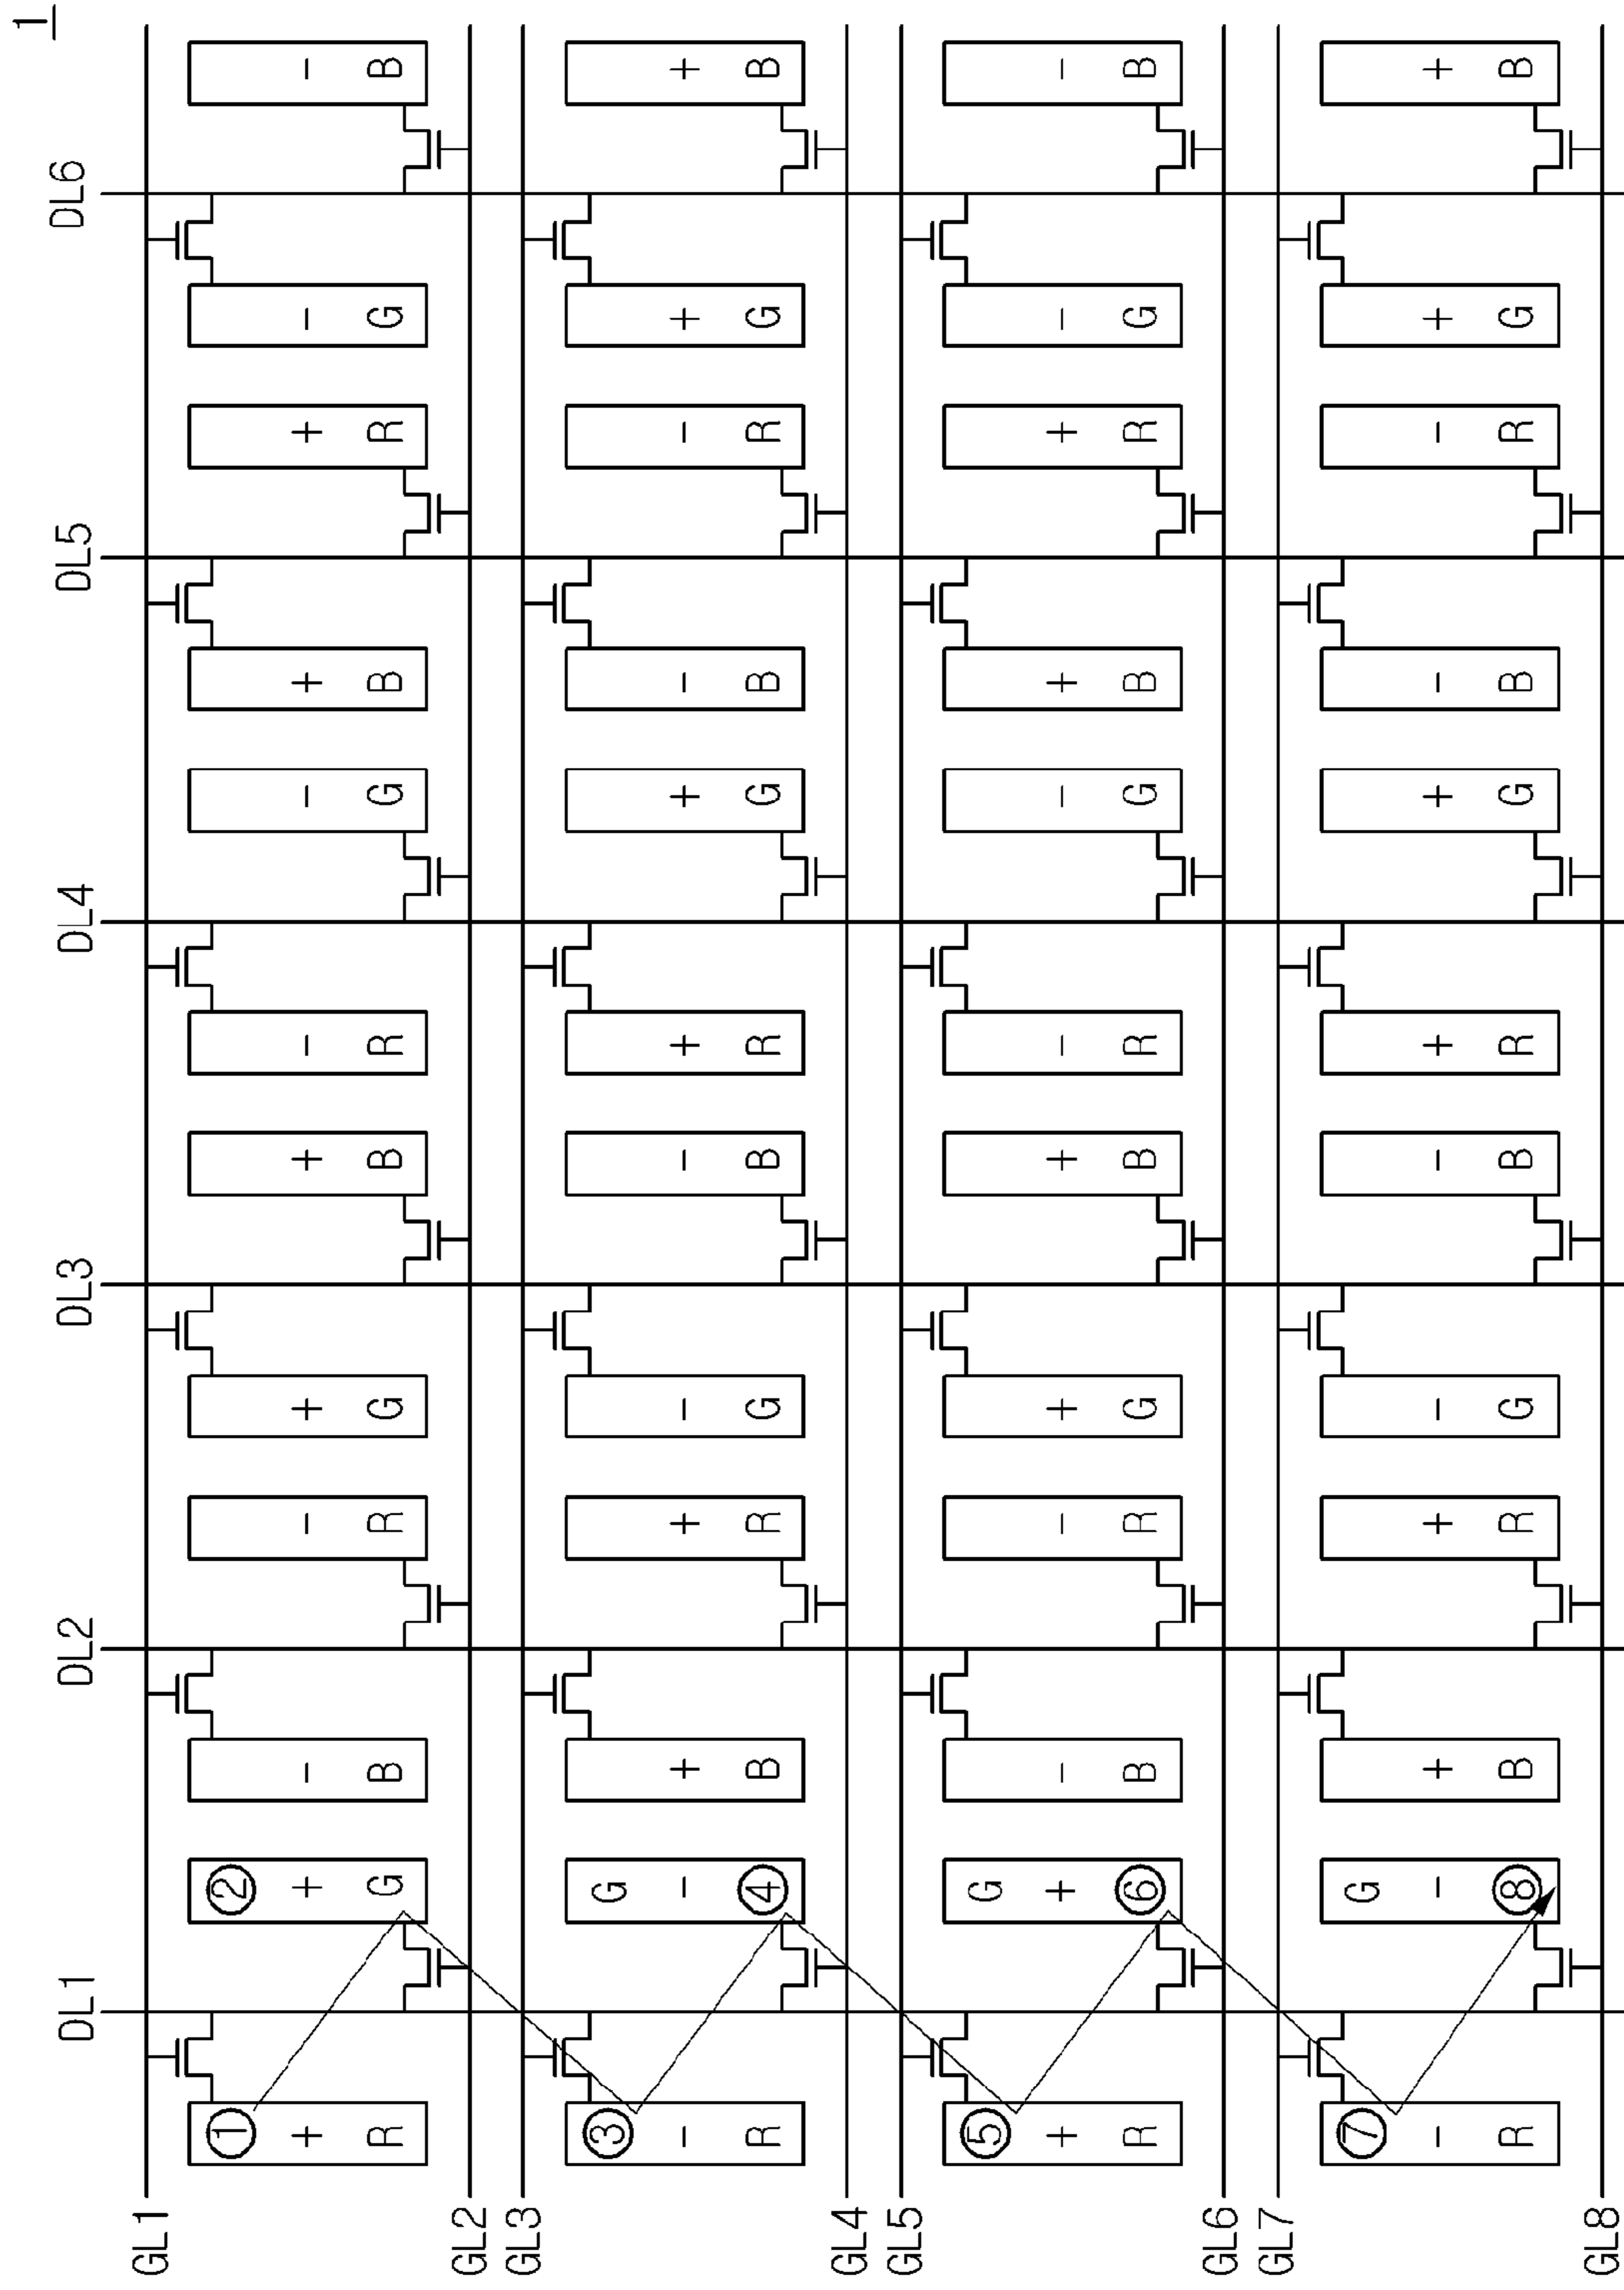 1
DL1 DL2 DL3 DL4 DL5 DL6
GL1
① ②
+ + - - + + - - + + - -
R G B R G B R G B R G B
GL2
GL3
③ G
- - + + - - + + - - + +
R ④ B R G B R G B R G B
GL4
GL5
⑤ G
+ + - - + + - - + + - -
R ⑥ B R G B R G B R G B
GL6
GL7
⑦ G
- - + + - - + + - - + +
R ⑧ B R G B R G B R G B
GL8